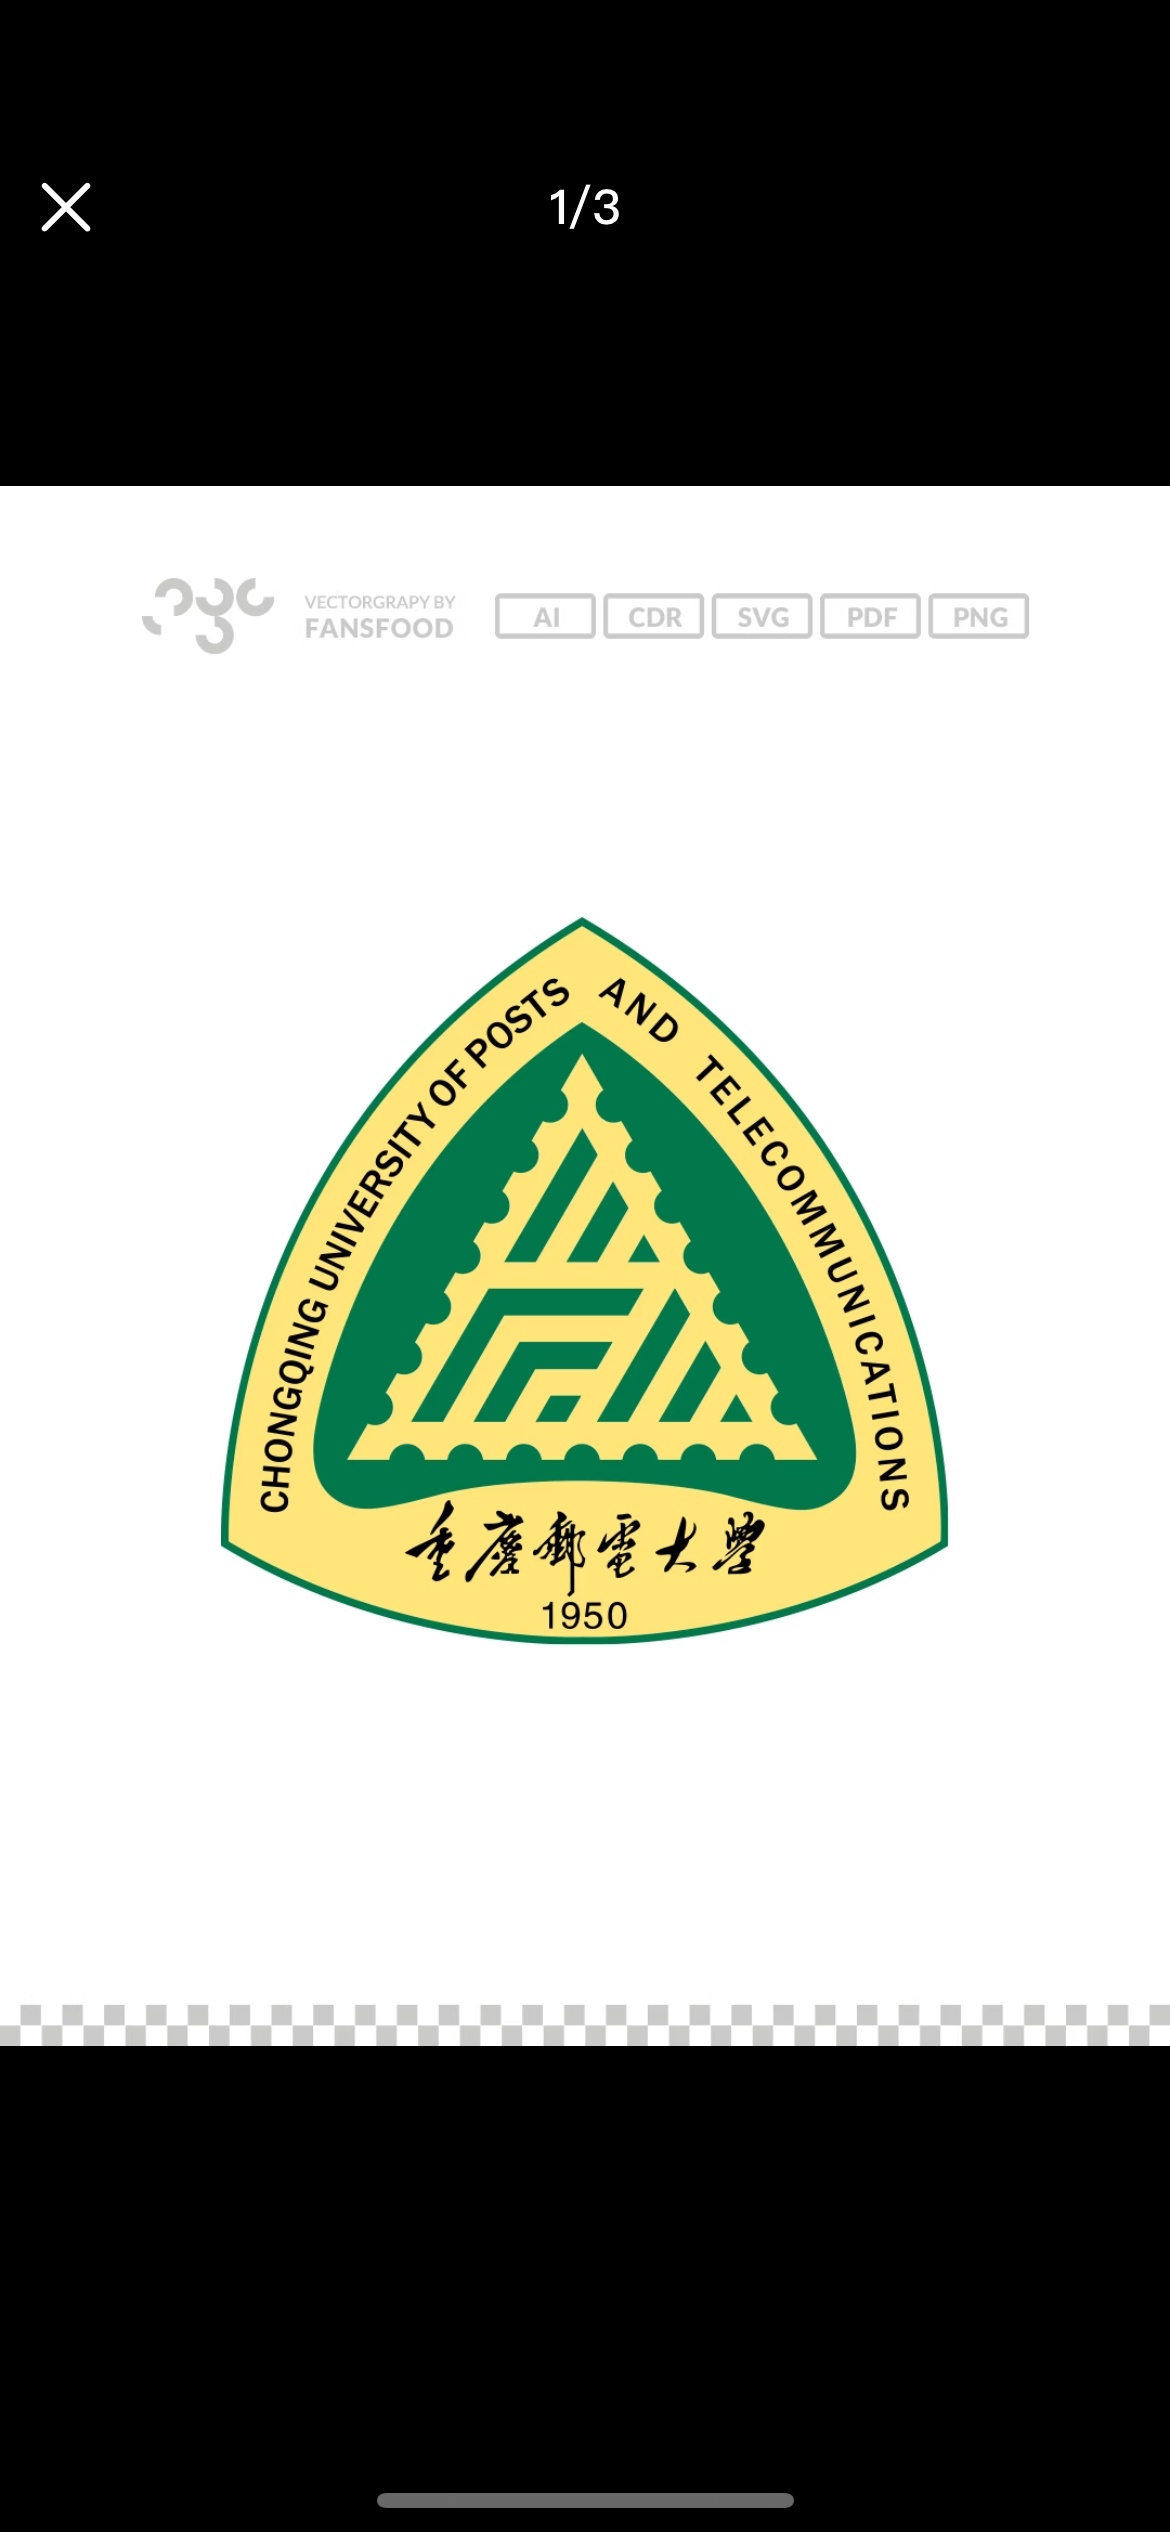 1/3
VECTORGRAPY BY
FANSFOOD
AI CDR SVG PDF PNG
CHONGQING UNIVERSITY OF POSTS AND TELECOMMUNICATIONS
重慶郵電大學
1950